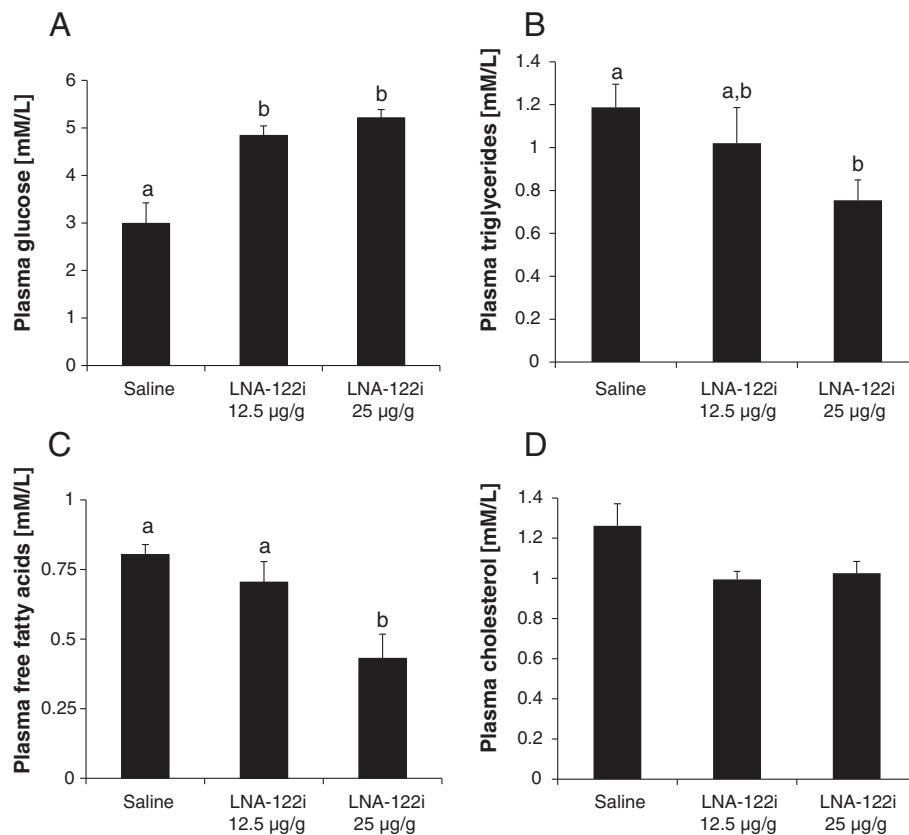 A
Plasma glucose [mM/L]
6
5
4
3
2
1
0
a
b
b
Saline
LNA-122i
12.5 µg/g
LNA-122i
25 µg/g
B
Plasma triglycerides [mM/L]
1.4
1.2
1
0.8
0.6
0.4
0.2
0
a
a,b
b
Saline
LNA-122i
12.5 µg/g
LNA-122i
25 µg/g
C
Plasma free fatty acids [mM/L]
1
0.75
0.5
0.25
0
a
a
b
Saline
LNA-122i
12.5 µg/g
LNA-122i
25 µg/g
D
Plasma cholesterol [mM/L]
1.4
1.2
1
0.8
0.6
0.4
0.2
0
Saline
LNA-122i
12.5 µg/g
LNA-122i
25 µg/g